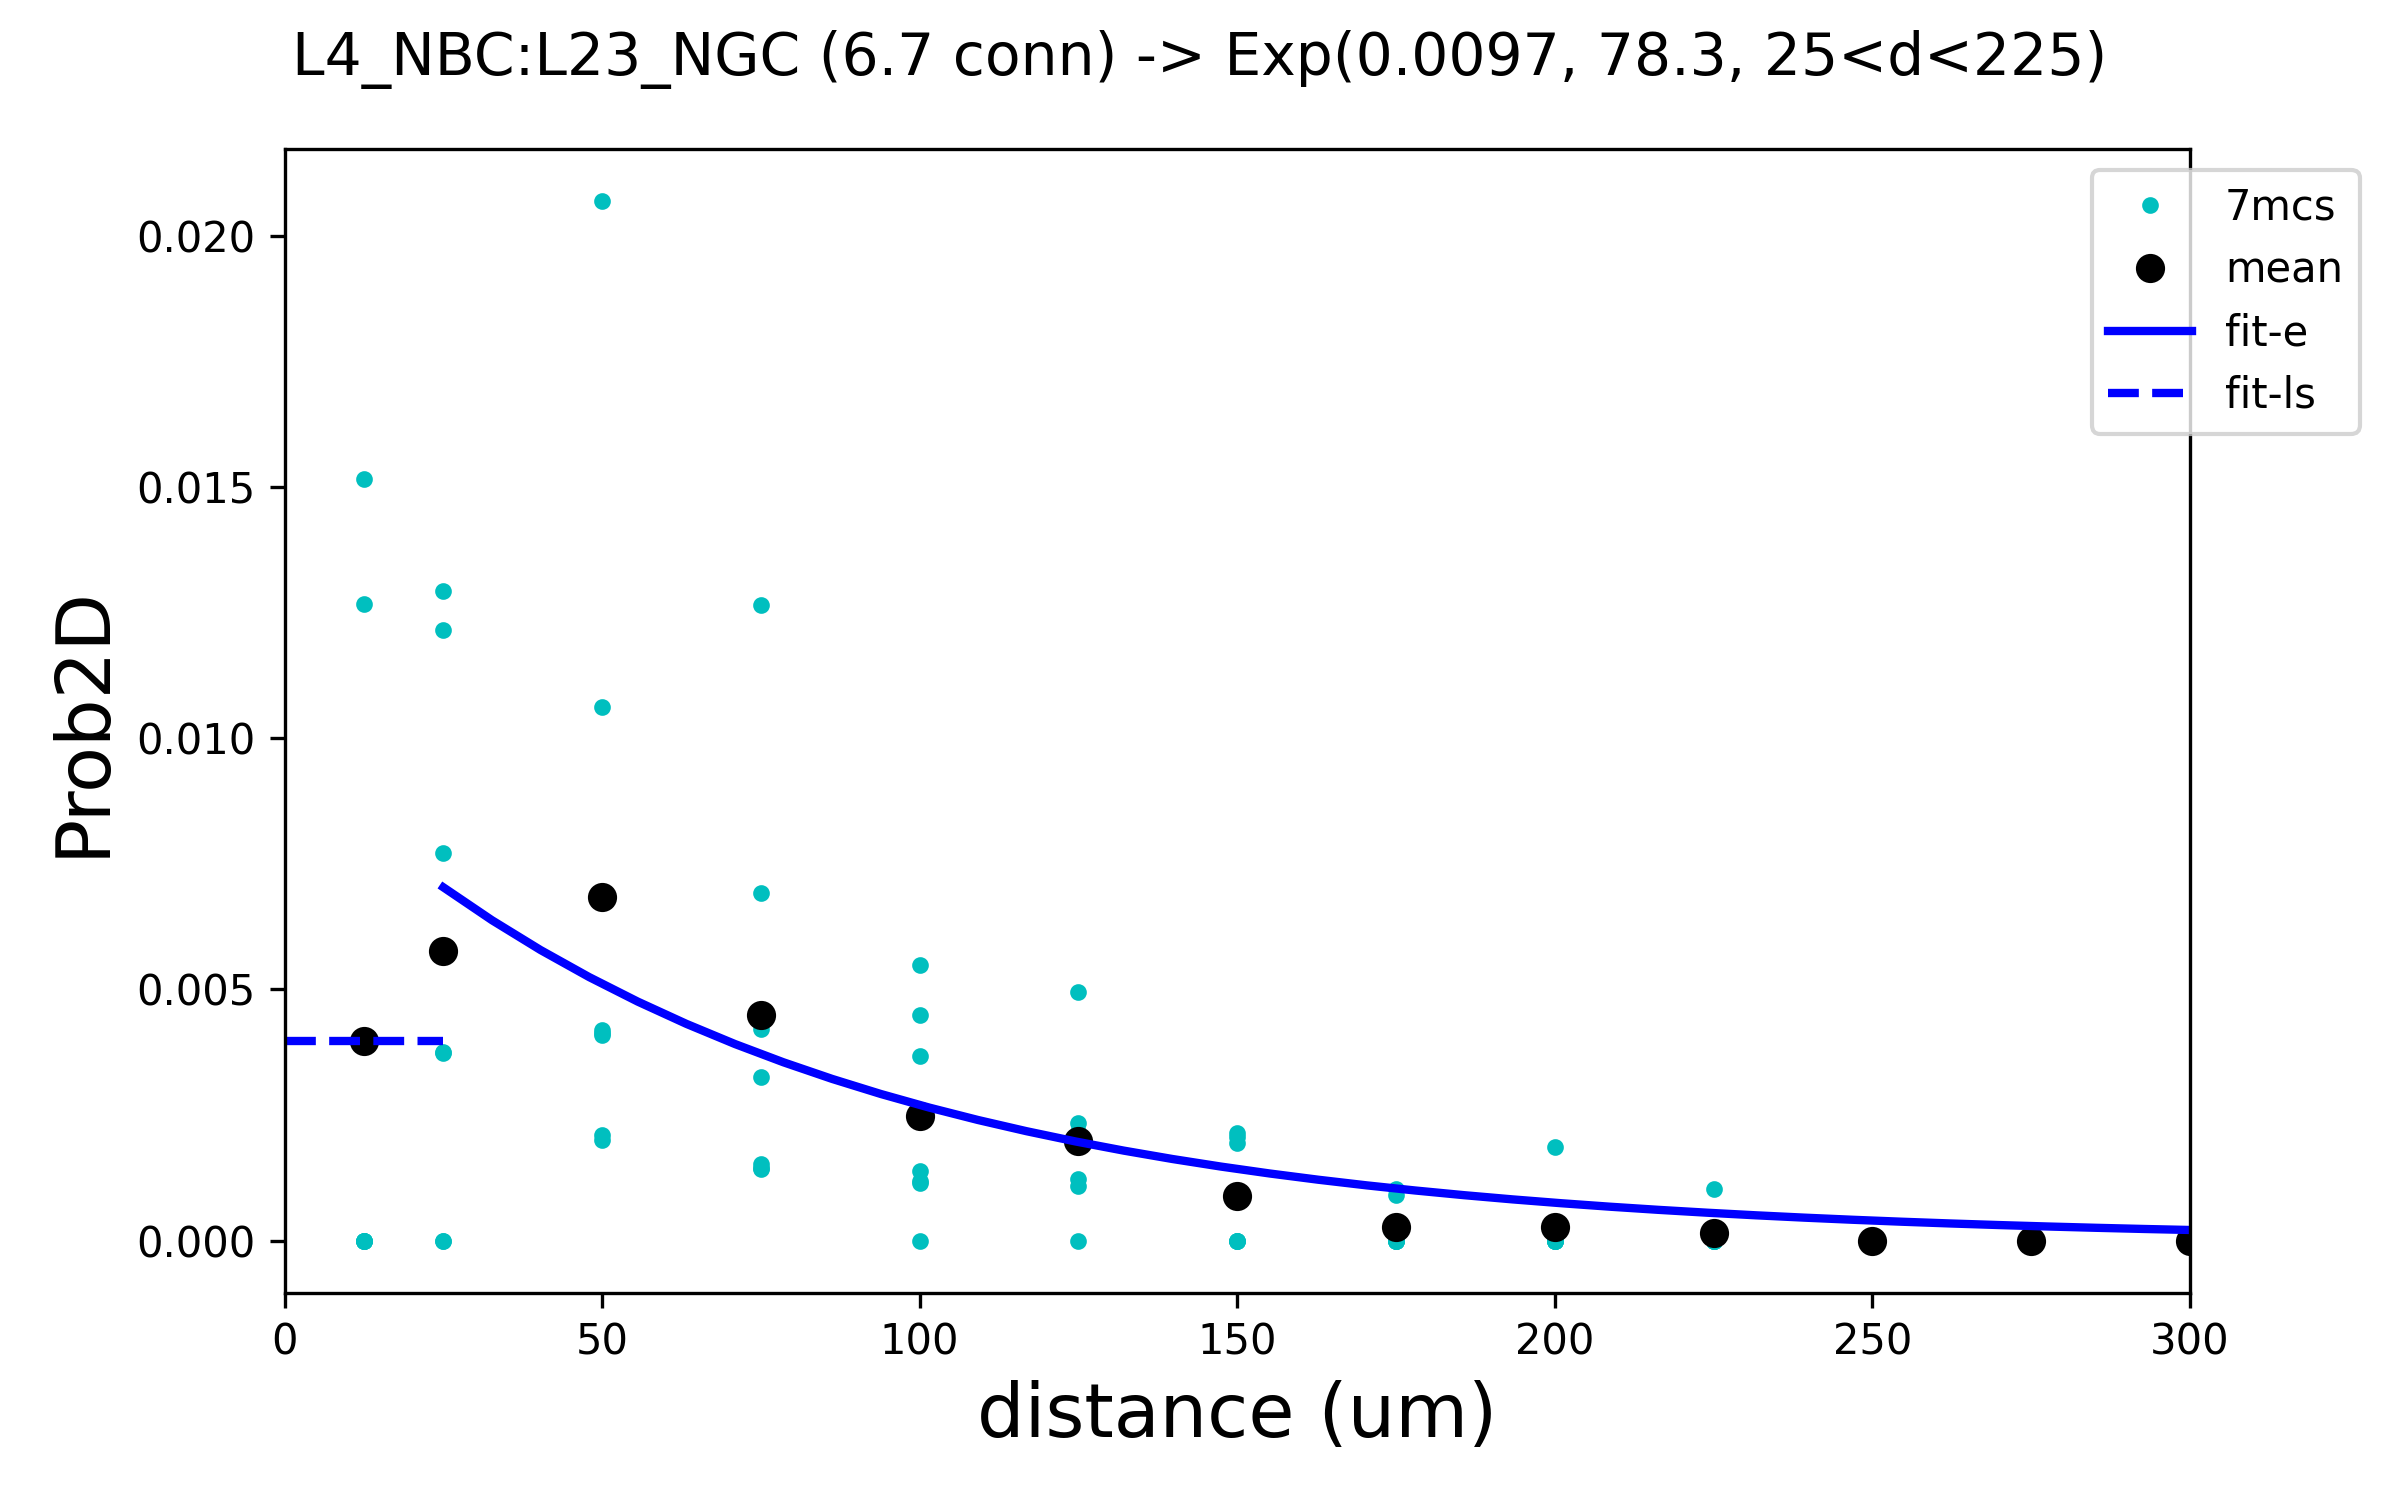 L4_NBC:L23_NGC (6.7 conn) -> Exp(0.0097, 78.3, 25<d<225)
7mcs
mean
fit-e
fit-ls
Prob2D
0.020
0.015
0.010
0.005
0.000
0 50 100 150 200 250 300
distance (um)